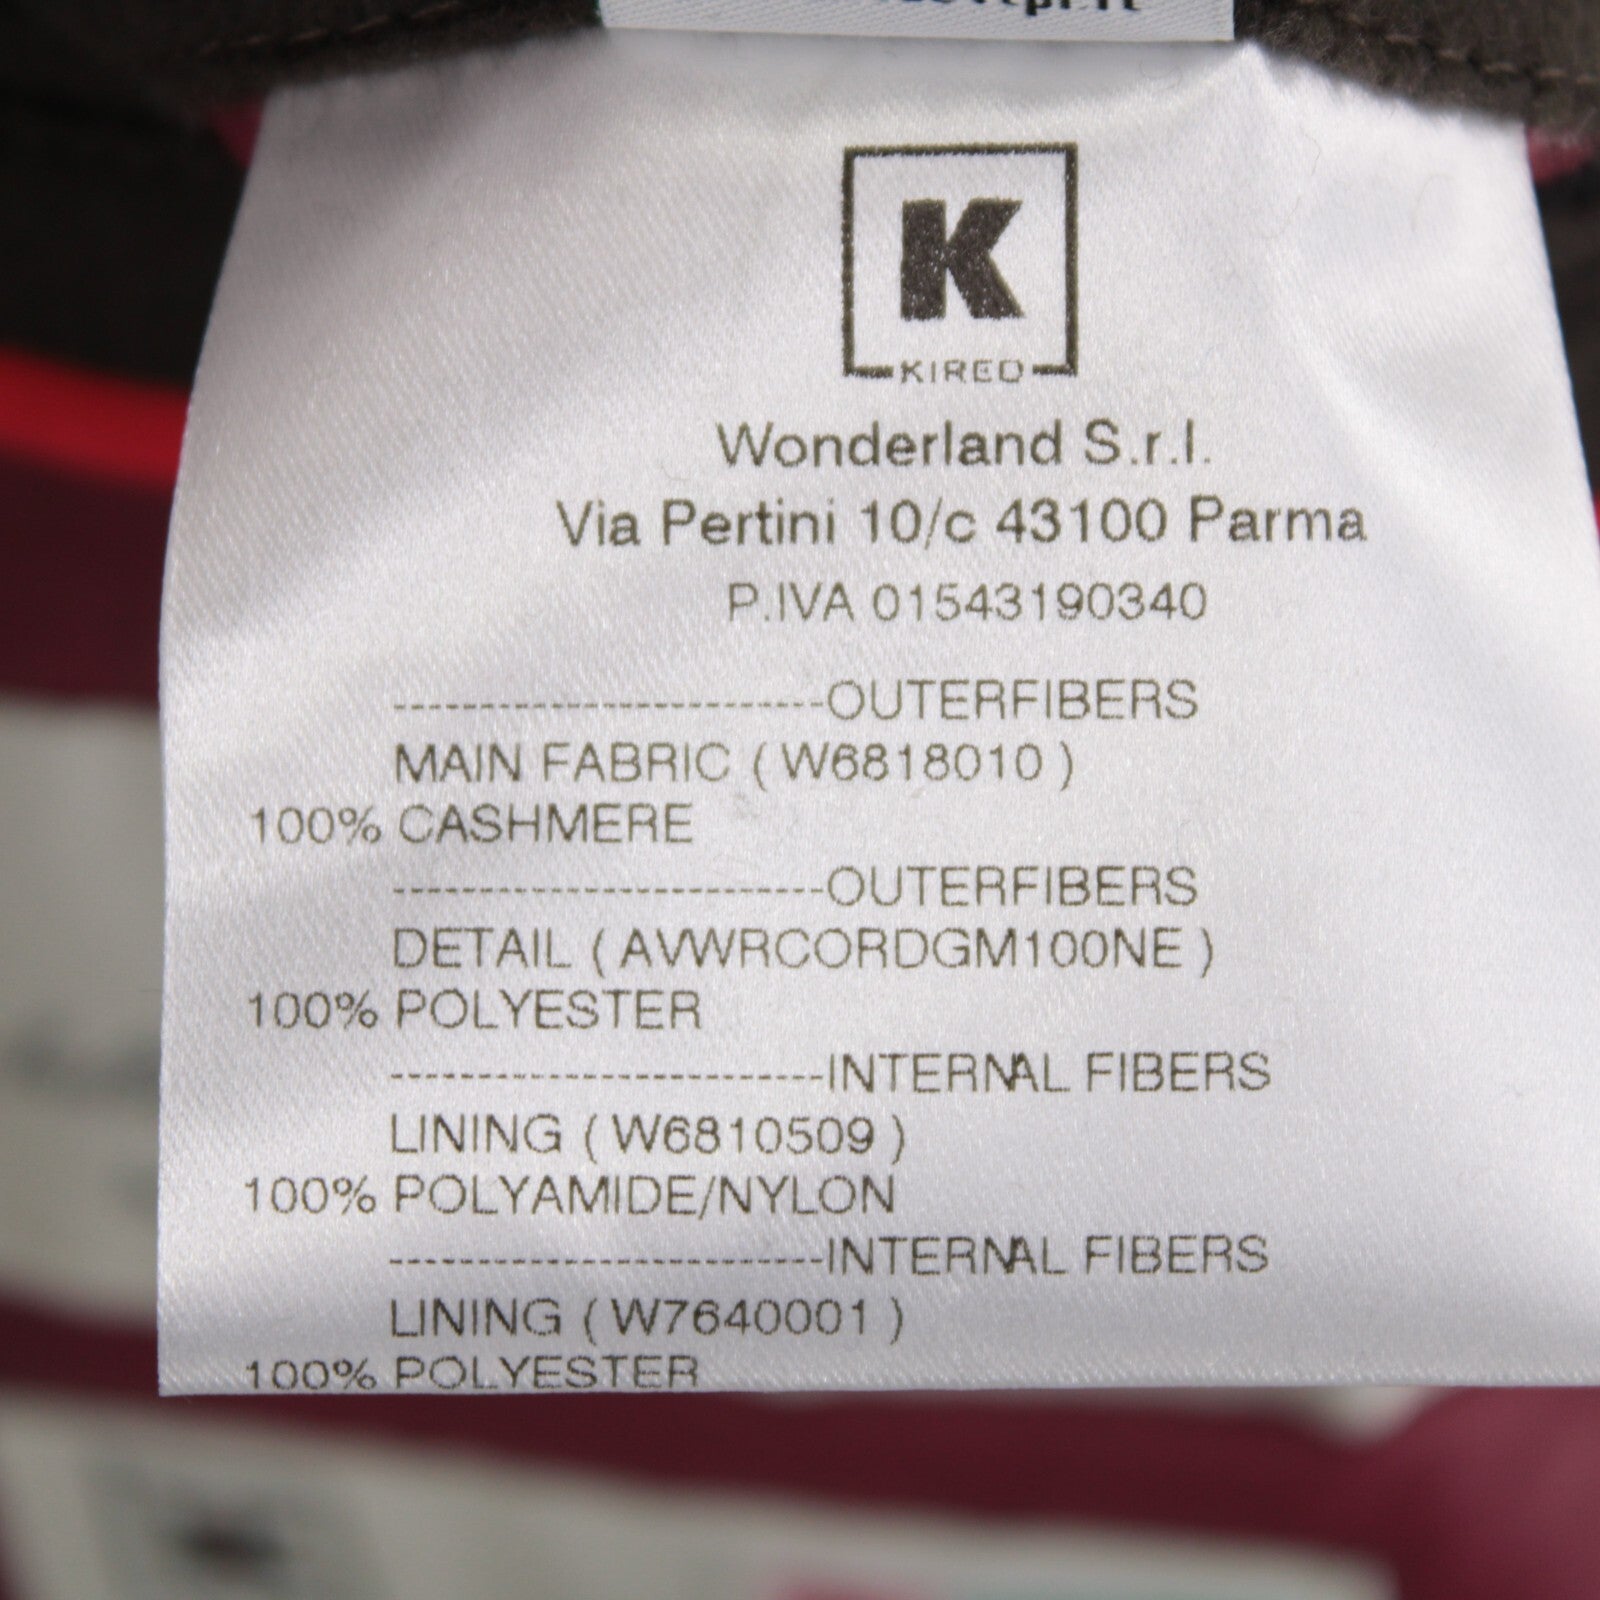 K
KIRED
Wonderland S.r.l.
Via Pertini 10/c 43100 Parma
P.IVA 01543190340
------------------------OUTERFIBERS
MAIN FABRIC ( W6818010 )
100% CASHMERE
------------------------OUTERFIBERS
DETAIL ( AVWRCORDGM100NE )
100% POLYESTER
------------------------INTERNAL FIBERS
LINING ( W6810509 )
100% POLYAMIDE/NYLON
------------------------INTERNAL FIBERS
LINING ( W7640001 )
100% POLYESTER